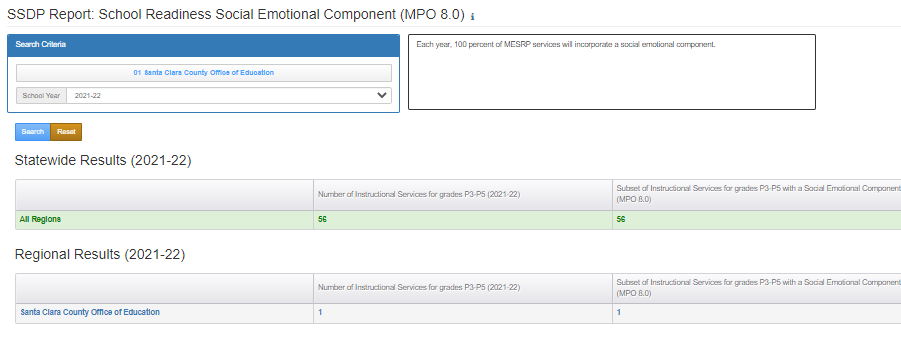 SSDP Report: School Readiness Social Emotional Component (MPO 8.0) i
Search Criteria
01 Santa Clara County Office of Education
School Year 2021-22
Each year, 100 percent of MESRP services will incorporate a social emotional component.
Search Reset
Statewide Results (2021-22)
Number of Instructional Services for grades P3-P5 (2021-22)
Subset of Instructional Services for grades P3-P5 with a Social Emotional Component
(MPO 8.0)
All Regions 56 56
Regional Results (2021-22)
Number of Instructional Services for grades P3-P5 (2021-22)
Subset of Instructional Services for grades P3-P5 with a Social Emotional Component
(MPO 8.0)
Santa Clara County Office of Education 1 1